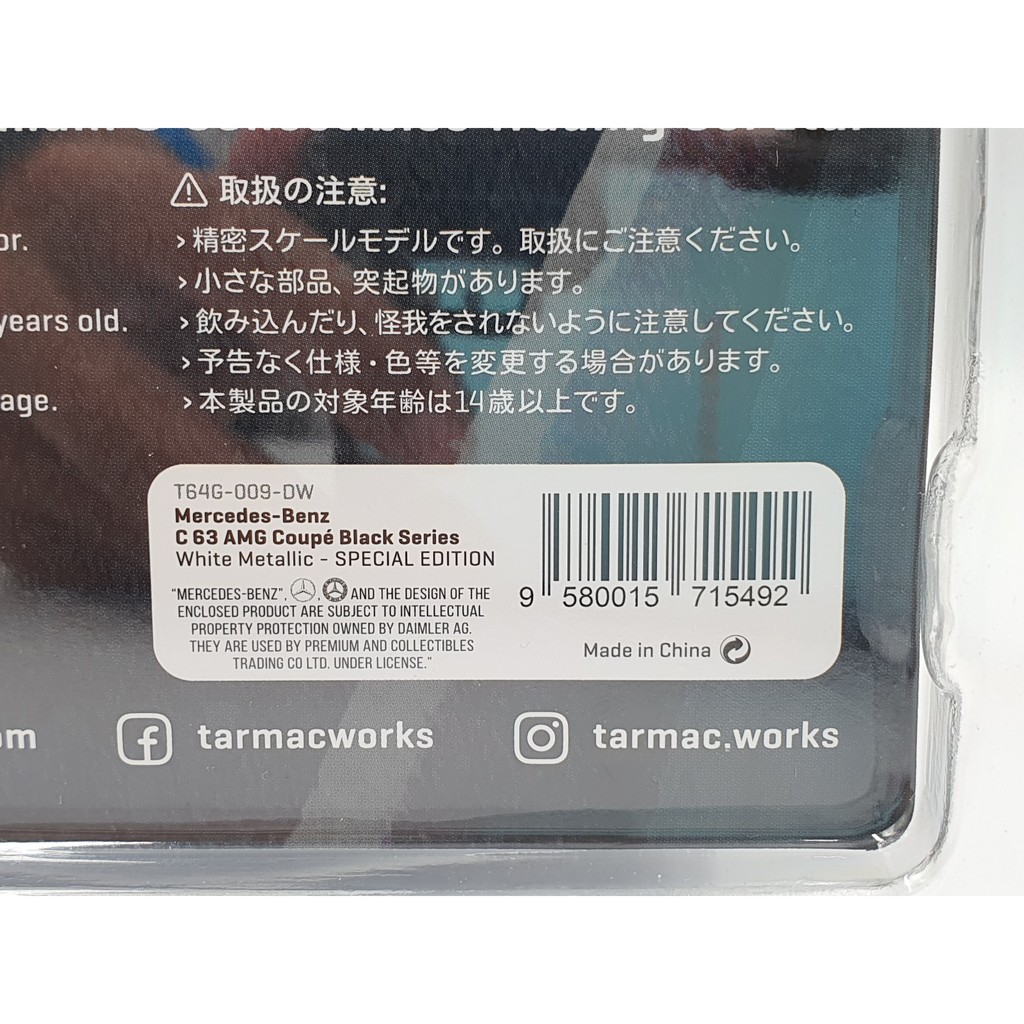 取扱の注意:
or.
›精密スケールモデルです。取扱にご注意ください。
›小さな部品、突起物があります。
years old.
›飲み込んだり、怪我をされないように注意してください。
›予告なく仕様・色等を変更する場合があります。
age.
›本製品の対象年齢は14歳以上です。
T64G-009-DW
Mercedes-Benz
C 63 AMG Coupé Black Series
White Metallic - SPECIAL EDITION
"MERCEDES-BENZ", , AND THE DESIGN OF THE
ENCLOSED PRODUCT ARE SUBJECT TO INTELLECTUAL
PROPERTY PROTECTION OWNED BY DAIMLER AG.
THEY ARE USED BY PREMIUM AND COLLECTIBLES
TRADING CO LTD. UNDER LICENSE."
9 580015 715492
Made in China
om
tarmacworks
tarmac.works